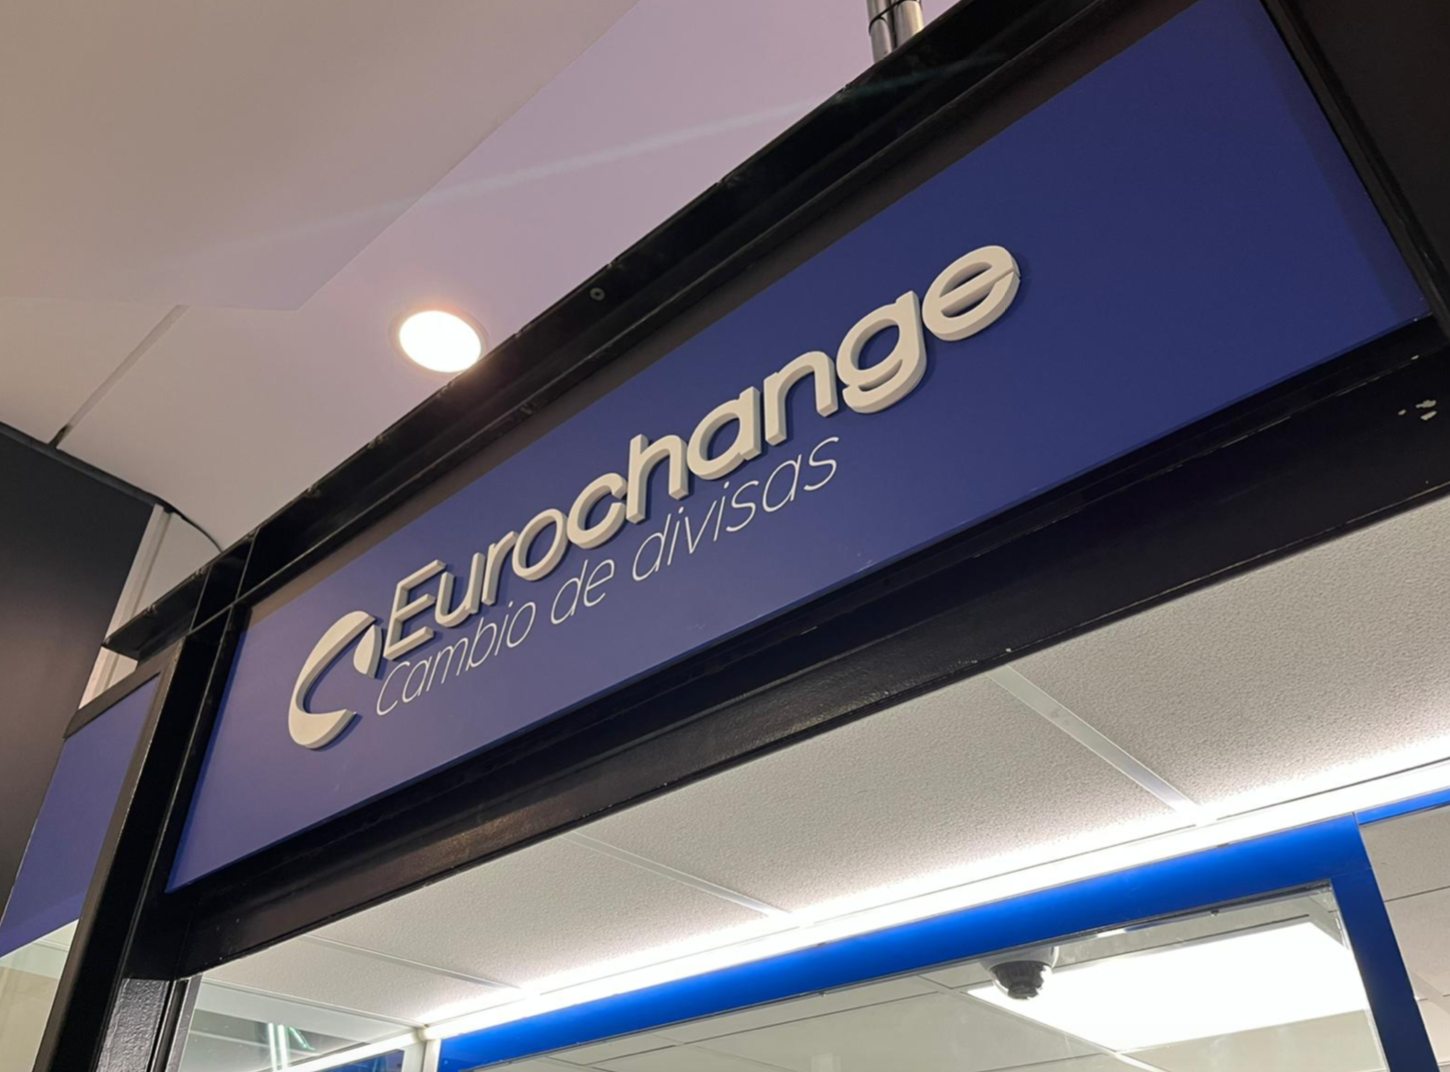 Eurochange
Cambio de divisas